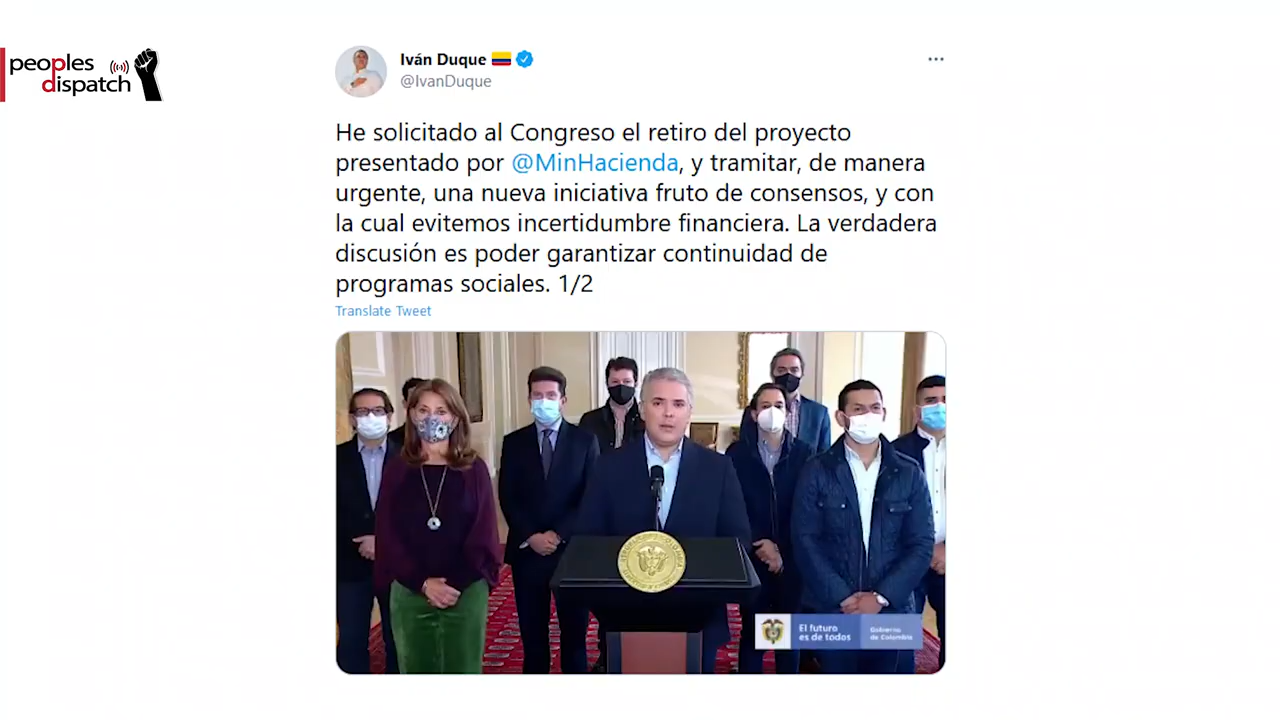 peoples
dispatch
Iván Duque
@IvanDuque
He solicitado al Congreso el retiro del proyecto
presentado por @MinHacienda, y tramitar, de manera
urgente, una nueva iniciativa fruto de consensos, y con
la cual evitemos incertidumbre financiera. La verdadera
discusión es poder garantizar continuidad de
programas sociales. 1/2
Translate Tweet
El futuro
es de todos
Gobierno
de Colombia